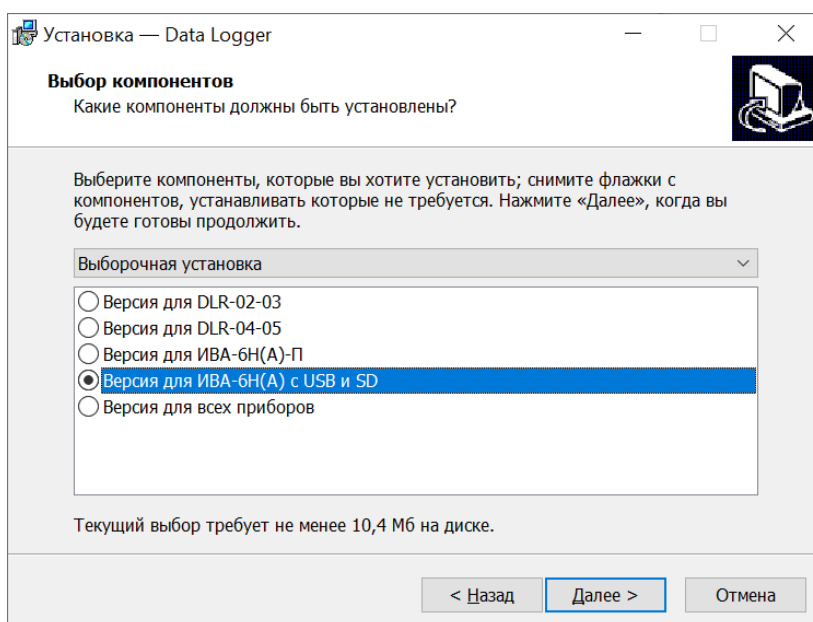 Установка — Data Logger
Выбор компонентов
Какие компоненты должны быть установлены?
Выберите компоненты, которые вы хотите установить; снимите флажки с
компонентов, устанавливать которые не требуется. Нажмите «Далее», когда вы
будете готовы продолжить.
Выборочная установка
Версия для DLR-02-03
Версия для DLR-04-05
Версия для ИВА-6Н(А)-П
Версия для ИВА-6Н(А) с USB и SD
Версия для всех приборов
Текущий выбор требует не менее 10,4 Мб на диске.
< Назад Далее > Отмена